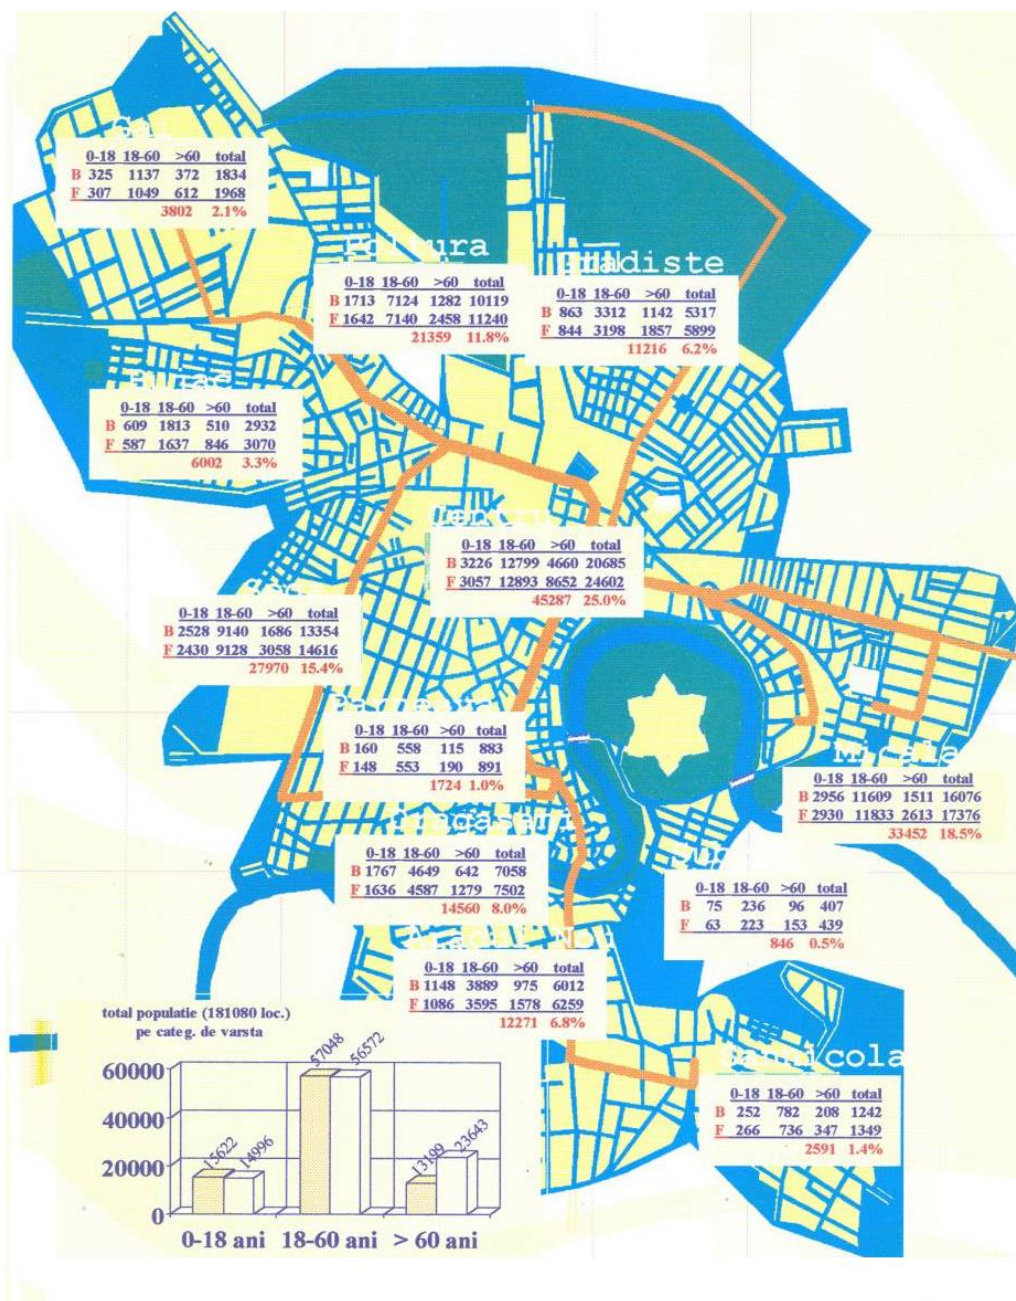 Gai
0-18 18-60 >60 total
B 325 1137 372 1834
F 307 1049 612 1968
3802 2.1%
Poltura
0-18 18-60 >60 total
B 1713 7124 1282 10119
F 1642 7140 2458 11240
21359 11.8%
Gradiste
0-18 18-60 >60 total
B 863 3312 1142 5317
F 844 3198 1857 5899
11216 6.2%
Bujac
0-18 18-60 >60 total
B 609 1813 510 2932
F 587 1637 846 3070
6002 3.3%
Centru
0-18 18-60 >60 total
B 3226 12799 4660 20685
F 3057 12893 8652 24602
45287 25.0%
0-18 18-60 >60 total
B 2528 9140 1686 13354
F 2430 9128 3058 14616
27970 15.4%
0-18 18-60 >60 total
B 160 558 115 883
F 148 553 190 891
1724 1.0%
Micalaca
0-18 18-60 >60 total
B 2956 11609 1511 16076
F 2930 11833 2613 17376
33452 18.5%
Dragasani
0-18 18-60 >60 total
B 1767 4649 642 7058
F 1636 4587 1279 7502
14560 8.0%
0-18 18-60 >60 total
B 75 236 96 407
F 63 223 153 439
846 0.5%
Aradul Nou
0-18 18-60 >60 total
B 1148 3889 975 6012
F 1086 3595 1578 6259
12271 6.8%
Sannicola
0-18 18-60 >60 total
B 252 782 208 1242
F 266 736 347 1349
2591 1.4%
total populatie (181080 loc.)
pe categ. de varsta
60000
40000
20000
0
15622 14996
57048 56572
13199 23643
0-18 ani 18-60 ani > 60 ani